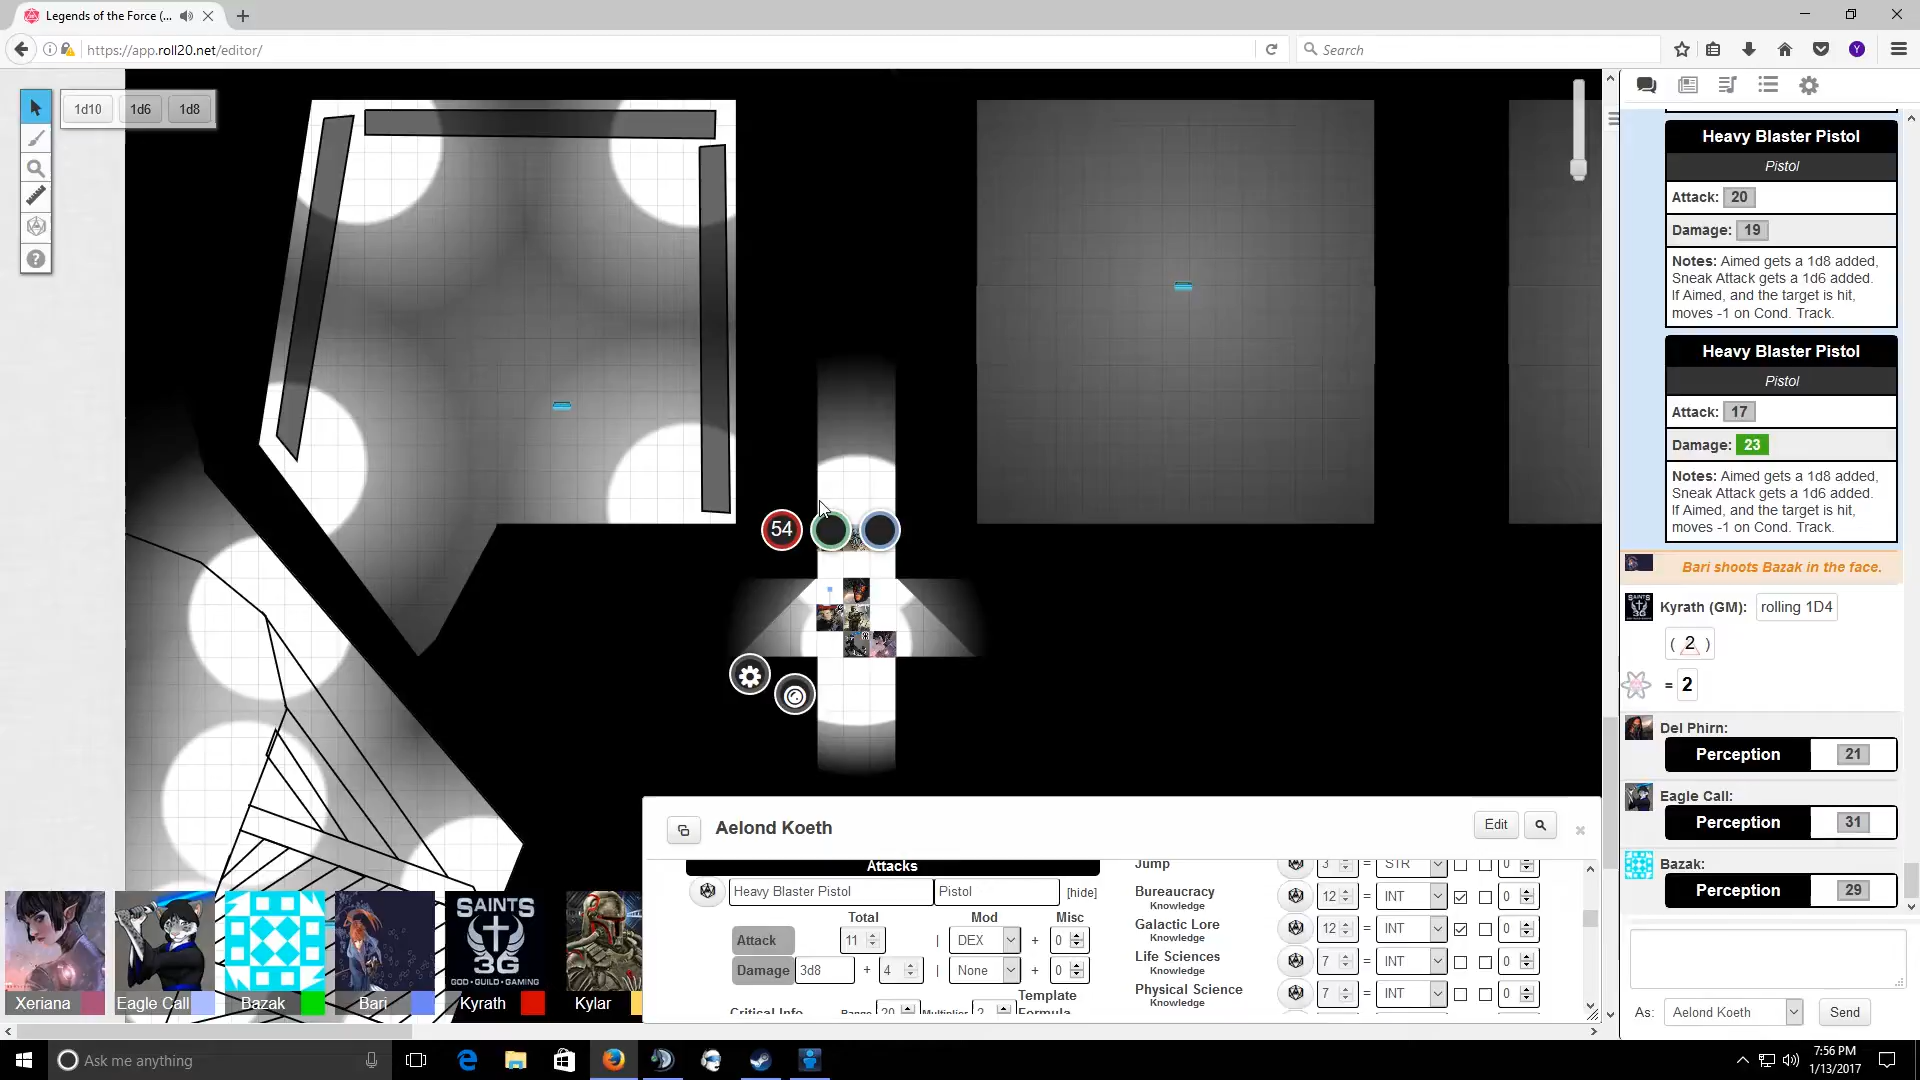 Legends of the Force (...
https://app.roll20.net/editor/
Search
1d10
1d6
1d8
54
Heavy Blaster Pistol
Pistol
Attack: 20
Damage: 19
Notes: Aimed gets a 1d8 added,
Sneak Attack gets a 1d6 added.
If Aimed, and the target is hit,
moves -1 on Cond. Track.
Heavy Blaster Pistol
Pistol
Attack: 17
Damage: 23
Notes: Aimed gets a 1d8 added,
Sneak Attack gets a 1d6 added.
If Aimed, and the target is hit,
moves -1 on Cond. Track.
Bari shoots Bazak in the face.
Kyrath (GM): rolling 1D4
( 2 )
= 2
Del Phirn:
Perception 21
Eagle Call:
Perception 31
Bazak:
Perception 29
As: Aelond Koeth Send
Aelond Koeth
Edit
Attacks
Heavy Blaster Pistol Pistol [hide]
Total Mod Misc
Attack 11 | DEX + 0
Damage 3d8 + 4 | None + 0
Template
Critical Info Range 20 Multiplier 2 Formula
Jump 3 = STR 0
Bureaucracy 12 = INT 0
Knowledge
Galactic Lore 12 = INT 0
Knowledge
Life Sciences 7 = INT 0
Knowledge
Physical Science 7 = INT 0
Knowledge
SAINTS
3G
GOD · GUILD · GAMING
Xeriana
Eagle Call
Bazak
Bari
Kyrath
Kylar
Ask me anything
7:56 PM
1/13/2017